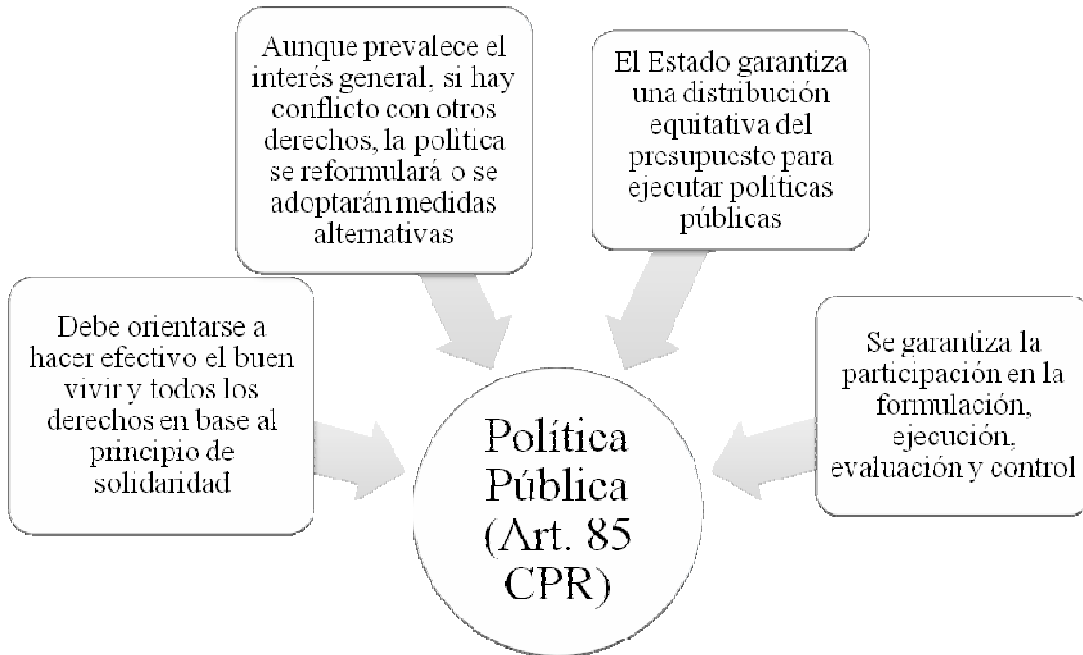 Aunque prevalece el
interés general, si hay
conflicto con otros
derechos, la política
se reformulará o se
adoptarán medidas
alternativas
El Estado garantiza
una distribución
equitativa del
presupuesto para
ejecutar políticas
públicas
Debe orientarse a
hacer efectivo el buen
vivir y todos los
derechos en base al
principio de
solidaridad
Se garantiza la
participación en la
formulación,
ejecución,
evaluación y control
Política
Pública
(Art. 85
CPR)